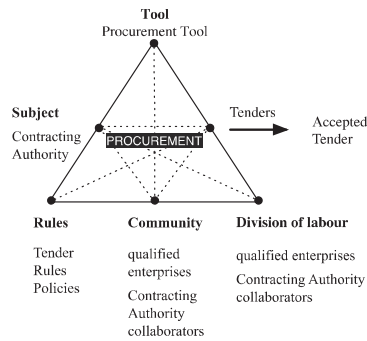 Tool
Procurement Tool
Subject
Contracting
Authority
PROCUREMENT
Tenders
Accepted
Tender
Rules
Tender
Rules
Policies
Community
qualified
enterprises
Contracting
Authority
collaborators
Division of labour
qualified enterprises
Contracting Authority
collaborators